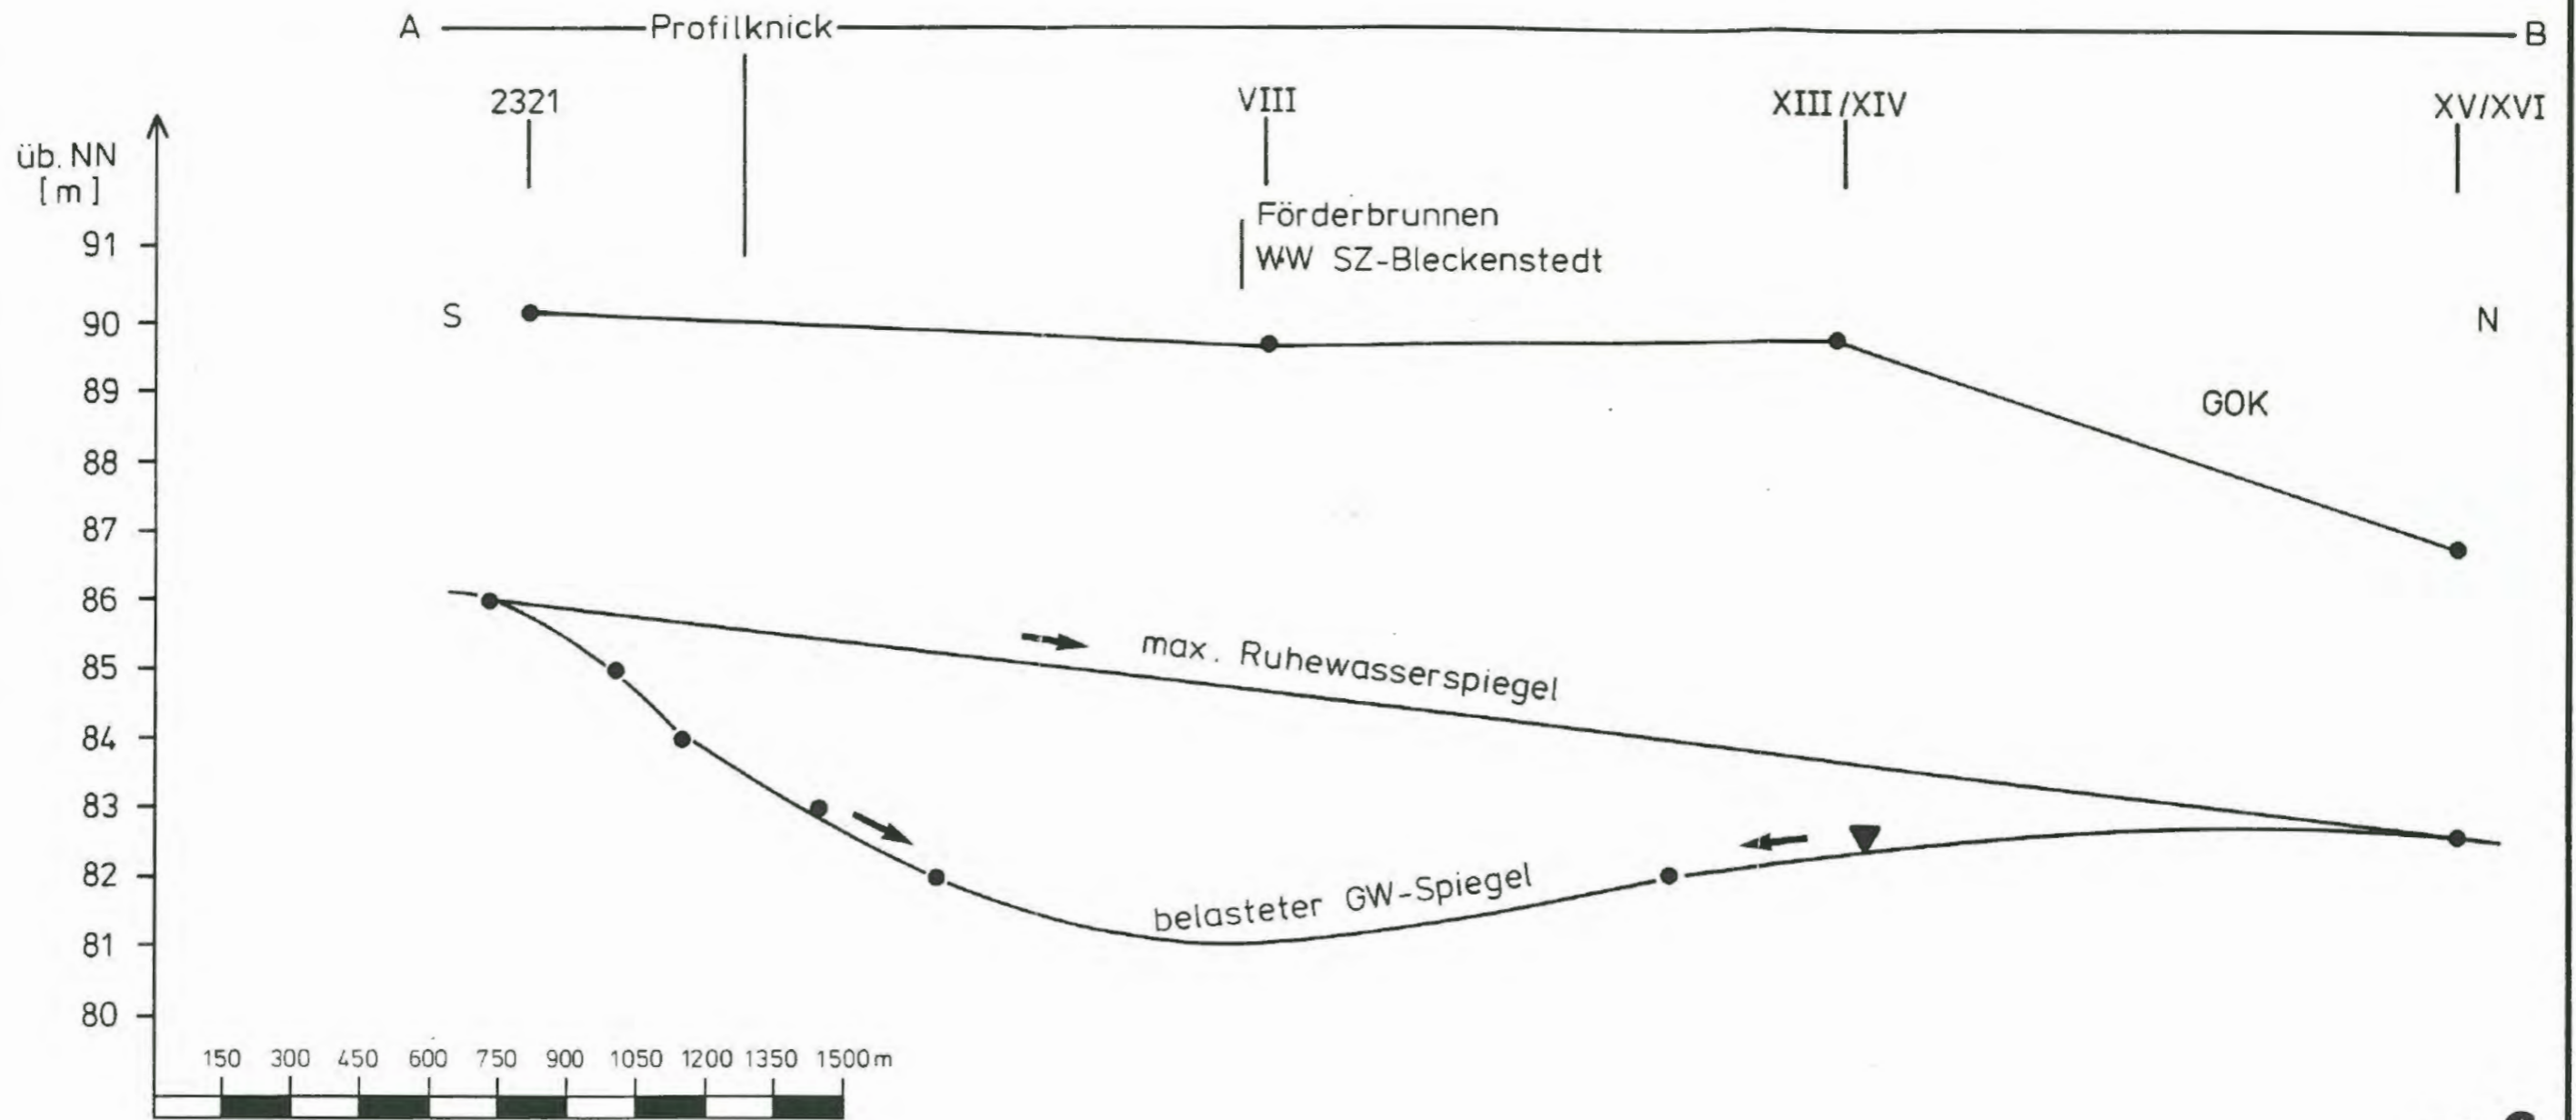 A Profilknick B
2321 VIII XIII/XIV XV/XVI
üb. NN
[m]
Förderbrunnen
WW SZ-Bleckenstedt
91
90
S N
89
GOK
88
87
86
85
max. Ruhewasserspiegel
84
83
82
belasteter GW-Spiegel
81
80
150 300 450 600 750 900 1050 1200 1350 1500m